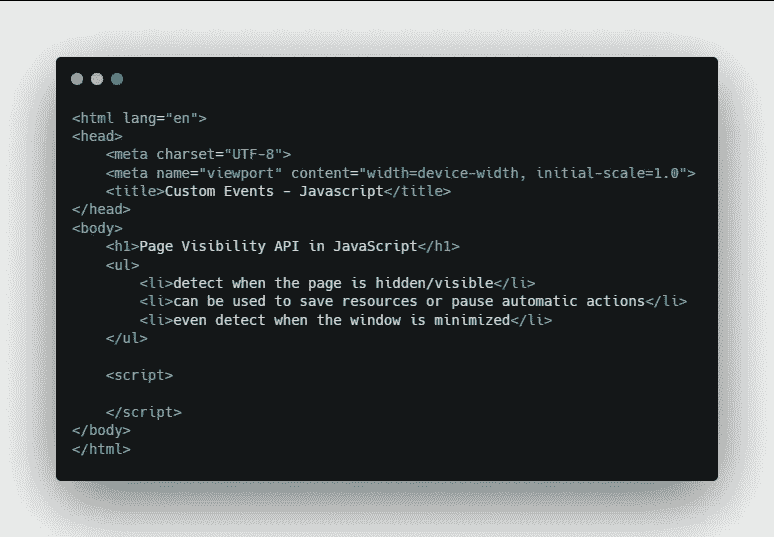 <html lang="en">
<head>
    <meta charset="UTF-8">
    <meta name="viewport" content="width=device-width, initial-scale=1.0">
    <title>Custom Events - Javascript</title>
</head>
<body>
    <h1>Page Visibility API in JavaScript</h1>
    <ul>
        <li>detect when the page is hidden/visible</li>
        <li>can be used to save resources or pause automatic actions</li>
        <li>even detect when the window is minimized</li>
    </ul>

    <script>

    </script>
</body>
</html>